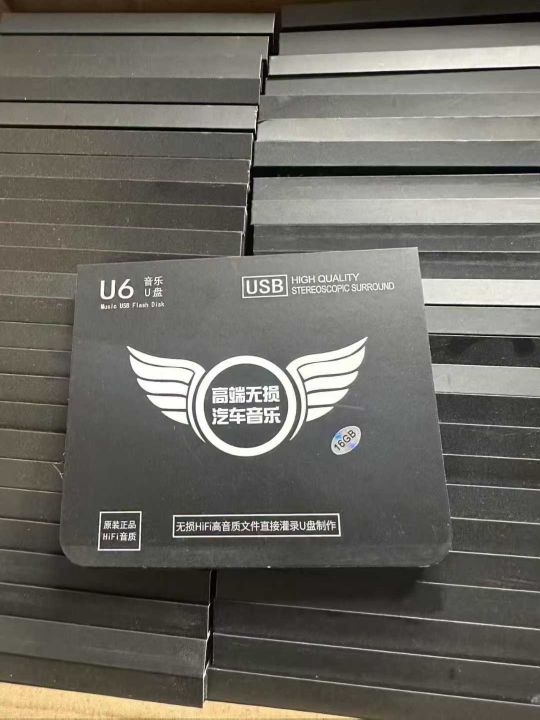 U6
音乐
U盘
Music USB Flash Disk
USB
HIGH QUALITY
STEREOSCOPIC SURROUND
高端无损
汽车音乐
16GB
原装正品
HiFi音质
无损HiFi高音质文件直接灌录U盘制作